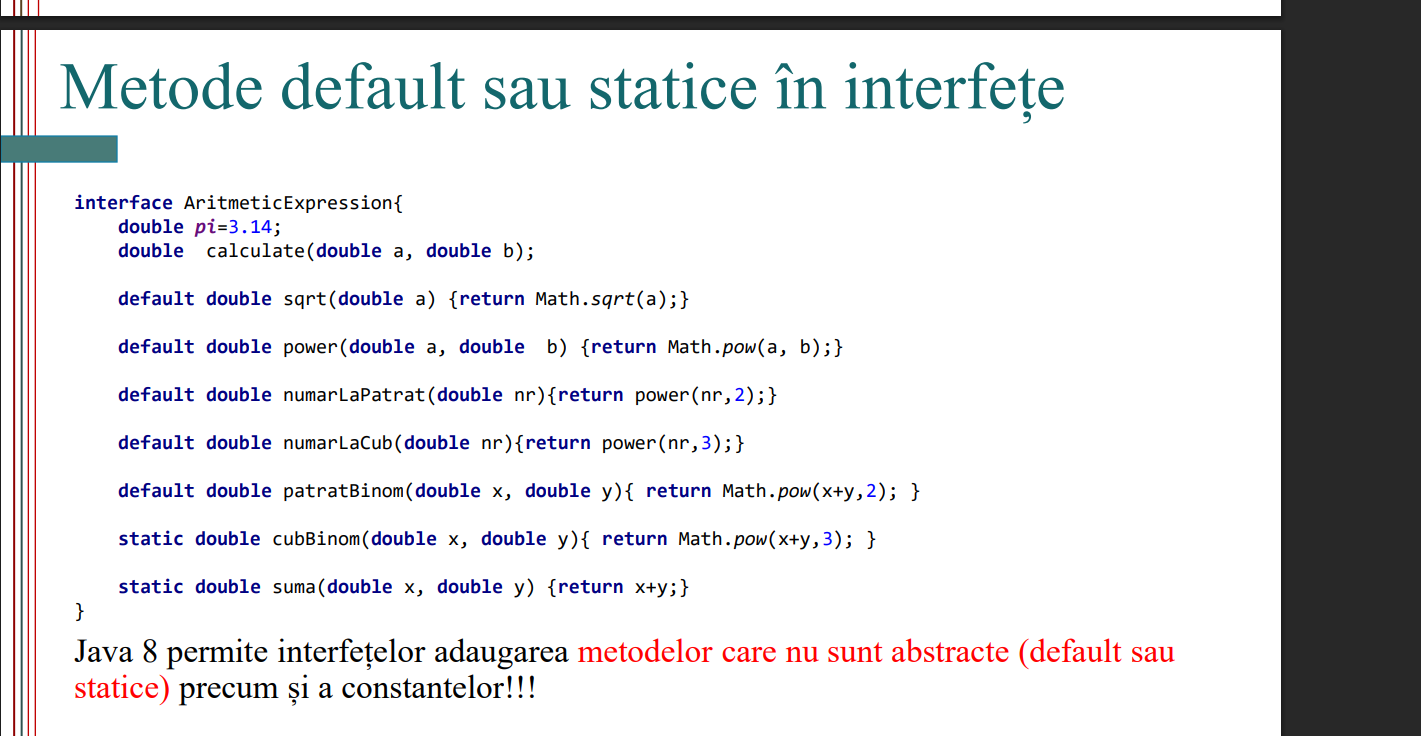 Metode default sau statice în interfețe
interface AritmeticExpression{
double pi=3.14;
double  calculate(double a, double b);
default double sqrt(double a) {return Math.sqrt(a);}
default double power(double a, double  b) {return Math.pow(a, b);}
default double numarLaPatrat(double nr){return power(nr,2);}
default double numarLaCub(double nr){return power(nr,3);}
default double patratBinom(double x, double y){ return Math.pow(x+y,2); }
static double cubBinom(double x, double y){ return Math.pow(x+y,3); }
static double suma(double x, double y) {return x+y;}
}
Java 8 permite interfețelor adaugarea metodelor care nu sunt abstracte (default sau
statice) precum și a constantelor!!!